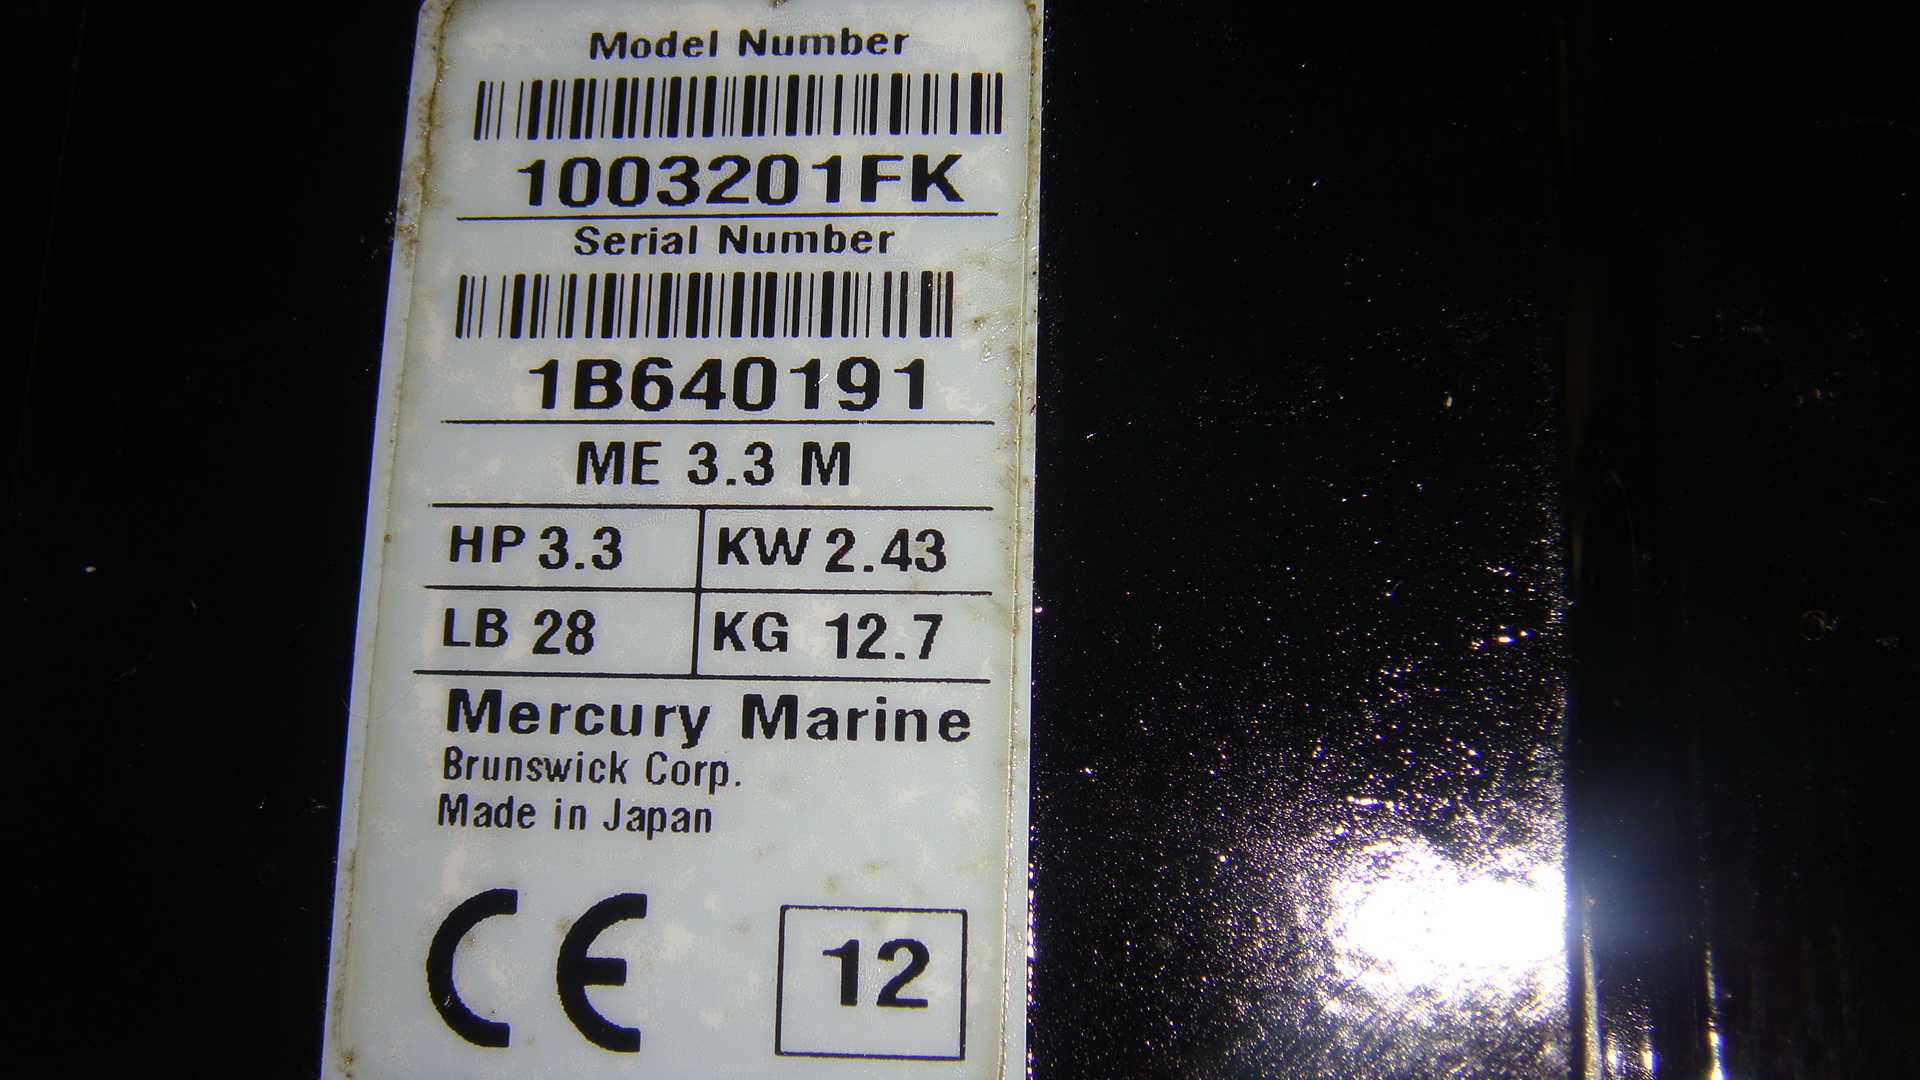 Model Number
1003201FK
Serial Number
1B640191
ME 3.3 M
HP 3.3 KW 2.43
LB 28 KG 12.7
Mercury Marine
Brunswick Corp.
Made in Japan
CE 12